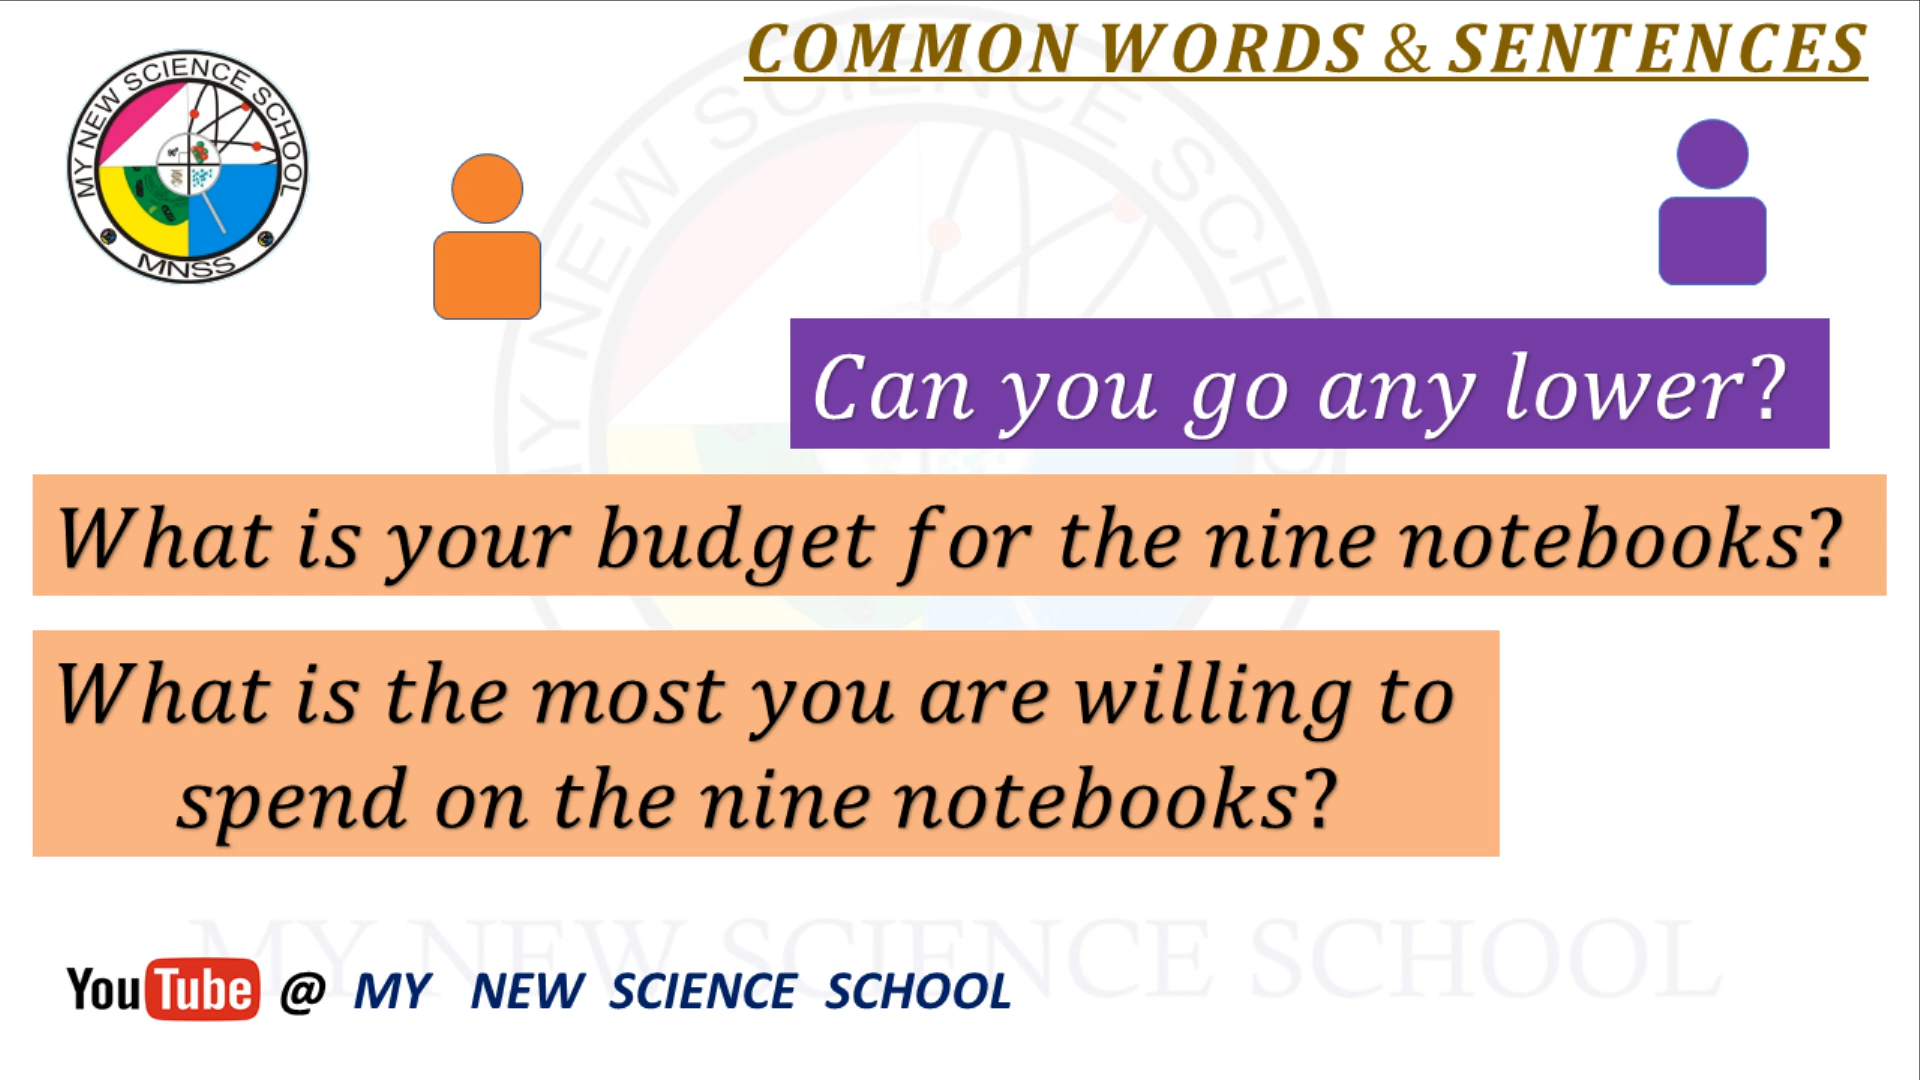 COMMON WORDS & SENTENCES
MY NEW SCIENCE SCHOOL
MNSS
Can you go any lower?
What is your budget for the nine notebooks?
What is the most you are willing to
spend on the nine notebooks?
MY NEW SCIENCE SCHOOL
YouTube @ MY NEW SCIENCE SCHOOL